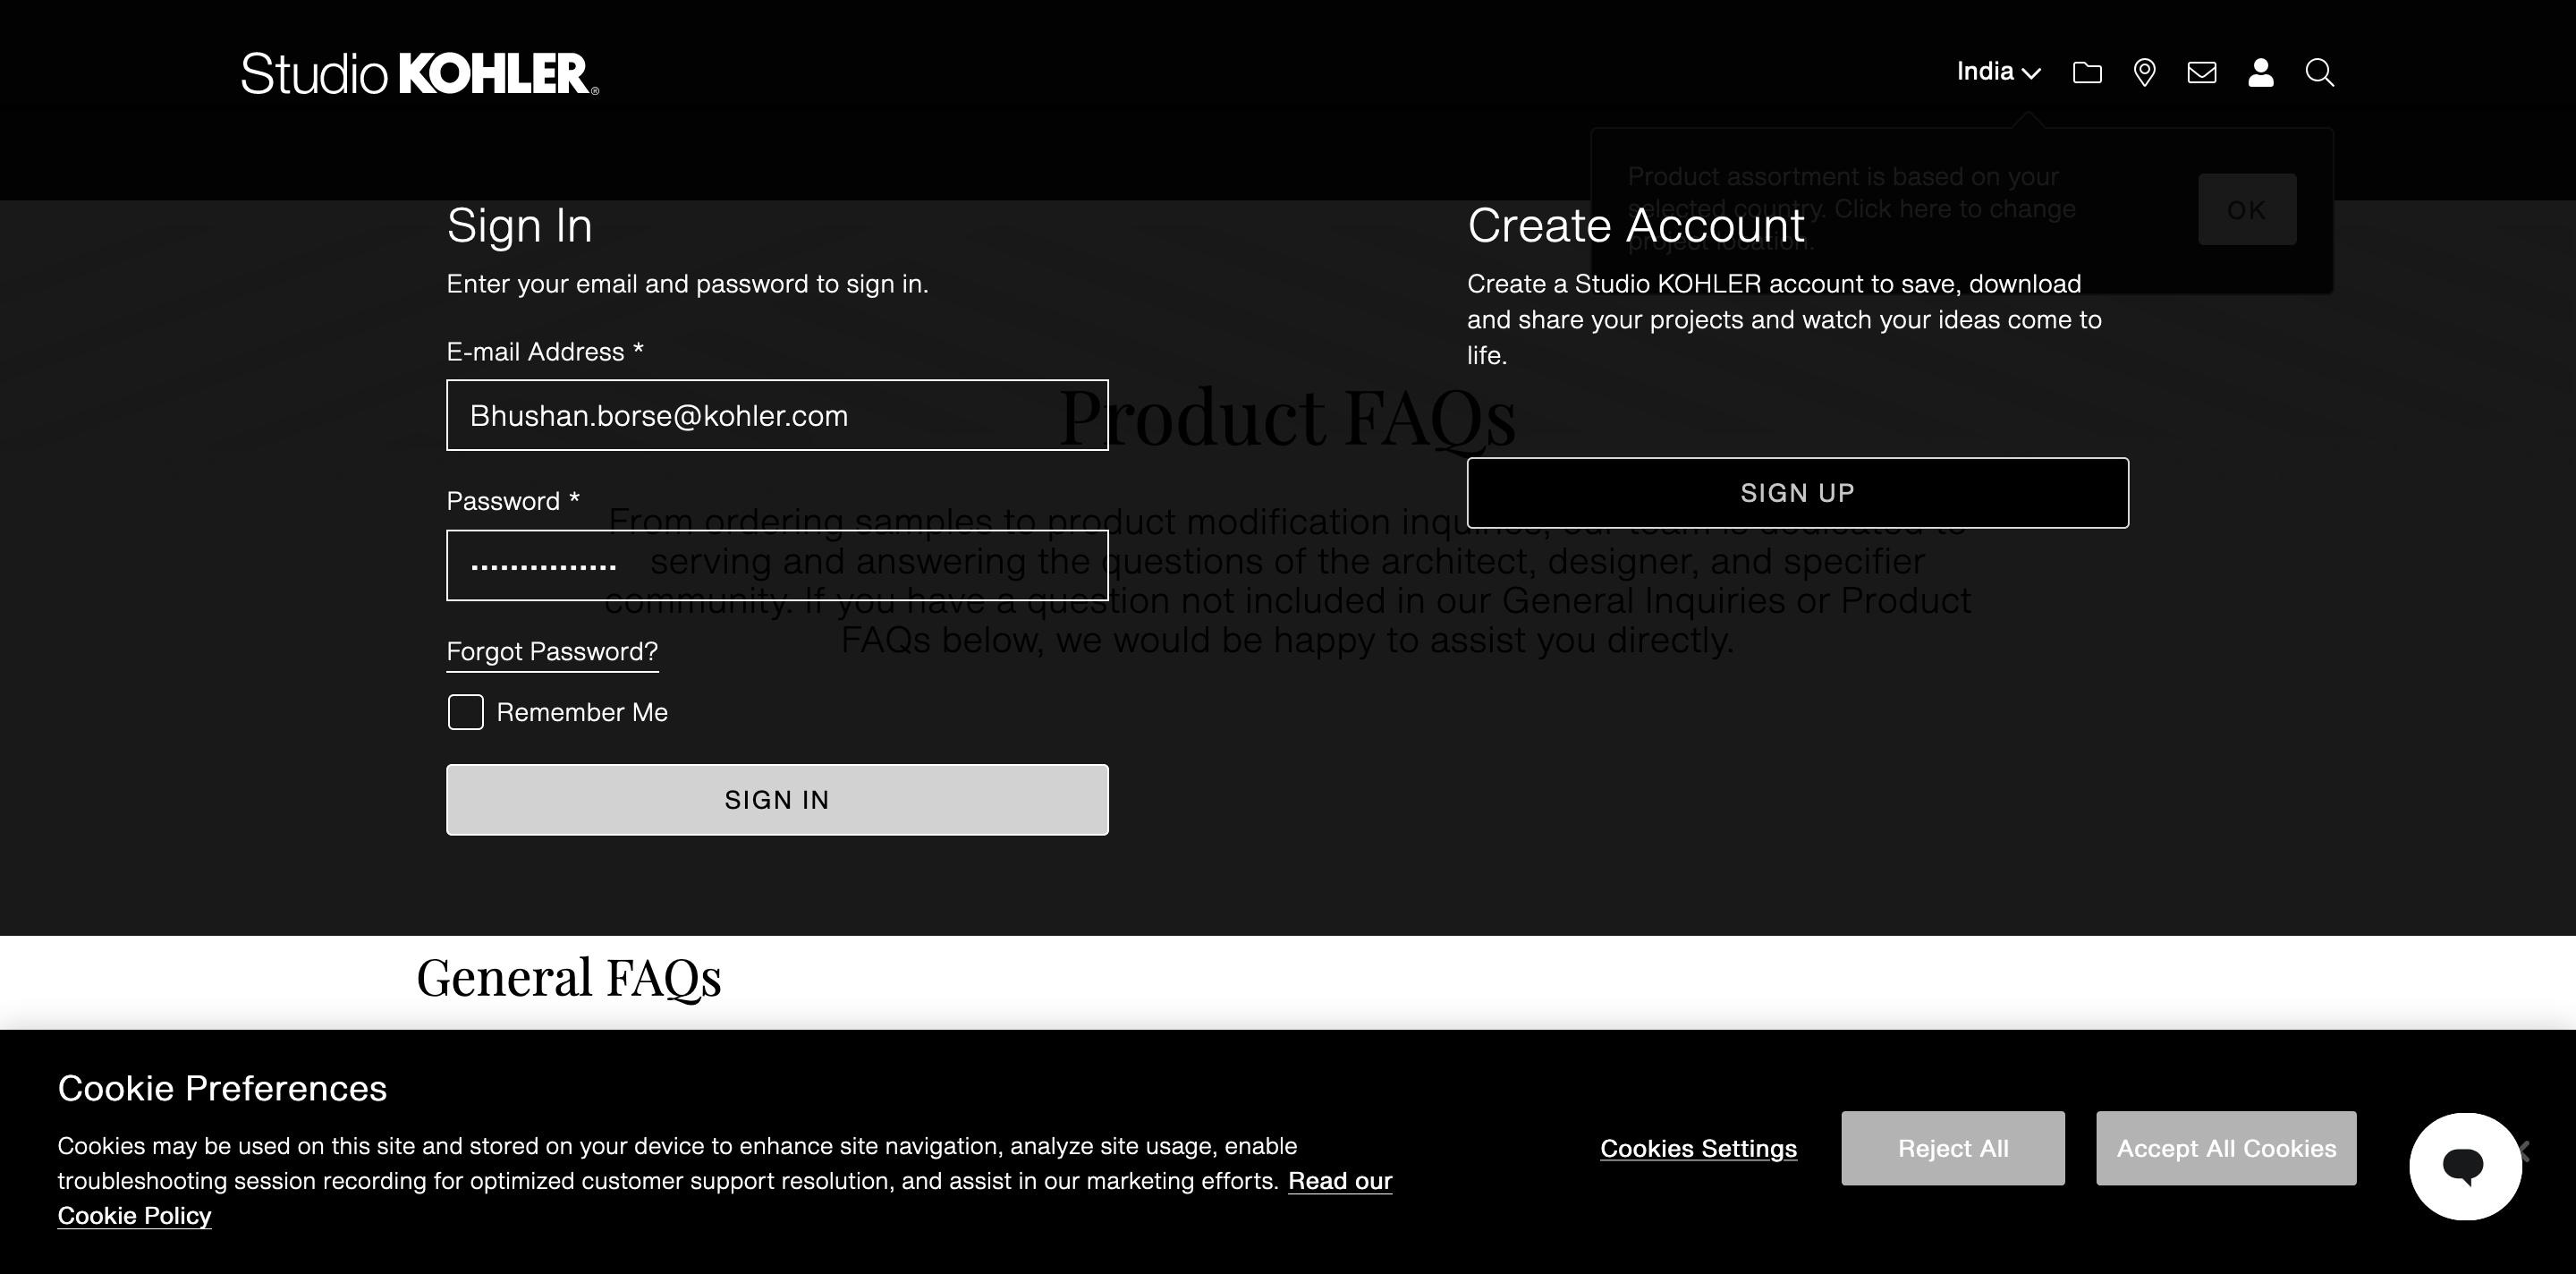 Studio KOHLER®
India
Product assortment is based on your
selected country. Click here to change
project location.
OK
Sign In
Enter your email and password to sign in.
E-mail Address *
Bhushan.borse@kohler.com
Password *
•••••••••••••••
Forgot Password?
Remember Me
SIGN IN
Create Account
Create a Studio KOHLER account to save, download
and share your projects and watch your ideas come to
life.
SIGN UP
Product FAQs
From ordering samples to product modification inquiries, our team is dedicated to
serving and answering the questions of the architect, designer, and specifier
community. If you have a question not included in our General Inquiries or Product
FAQs below, we would be happy to assist you directly.
General FAQs
Cookie Preferences
Cookies may be used on this site and stored on your device to enhance site navigation, analyze site usage, enable
troubleshooting session recording for optimized customer support resolution, and assist in our marketing efforts. Read our
Cookie Policy
Cookies Settings
Reject All
Accept All Cookies